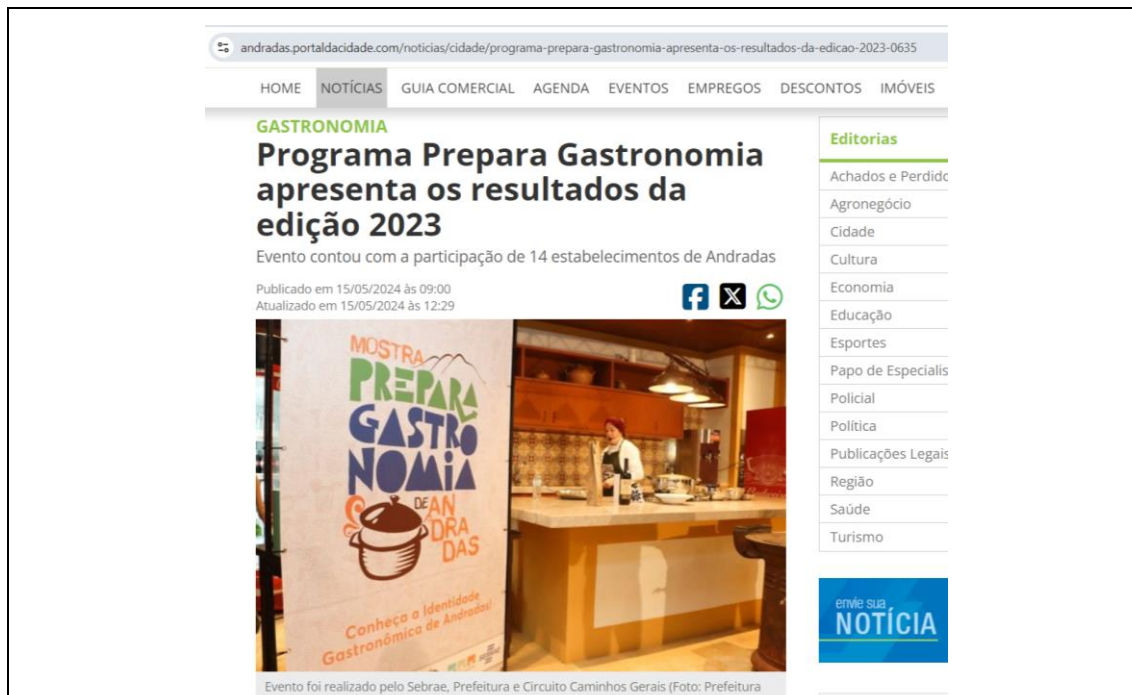 andradas.portaldacidade.com/noticias/cidade/programa-prepara-gastronomia-apresenta-os-resultados-da-edicao-2023-0635
HOME NOTÍCIAS GUIA COMERCIAL AGENDA EVENTOS EMPREGOS DESCONTOS IMÓVEIS
GASTRONOMIA
Programa Prepara Gastronomia
apresenta os resultados da
edição 2023
Evento contou com a participação de 14 estabelecimentos de Andradas
Publicado em 15/05/2024 às 09:00
Atualizado em 15/05/2024 às 12:29
MOSTRA
PREPARA
GASTRO
NOMIA
DE AN
DRA
DAS
Conheça a Identidade
Gastronômica de Andradas!
Evento foi realizado pelo Sebrae, Prefeitura e Circuito Caminhos Gerais (Foto: Prefeitura
Editorias
Achados e Perdido
Agronegócio
Cidade
Cultura
Economia
Educação
Esportes
Papo de Especialis
Policial
Política
Publicações Legais
Região
Saúde
Turismo
envie sua
NOTÍCIA